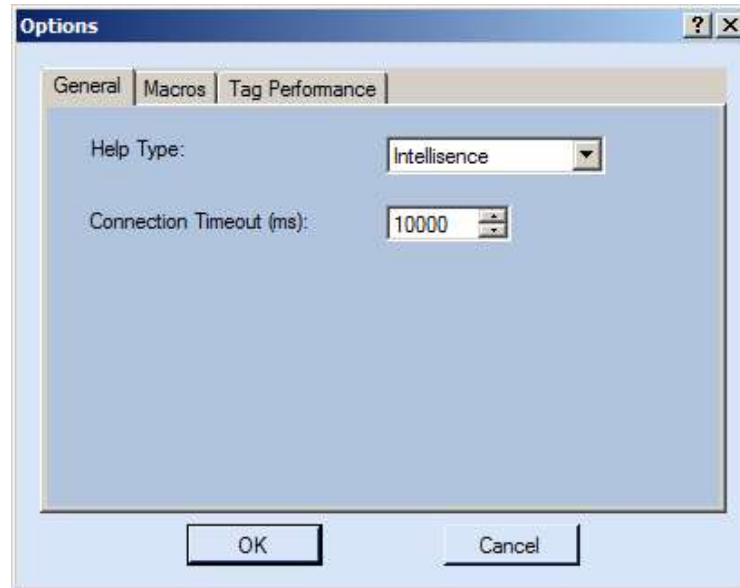 Options
General Macros Tag Performance
Help Type: Intellisence
Connection Timeout (ms): 10000
OK Cancel